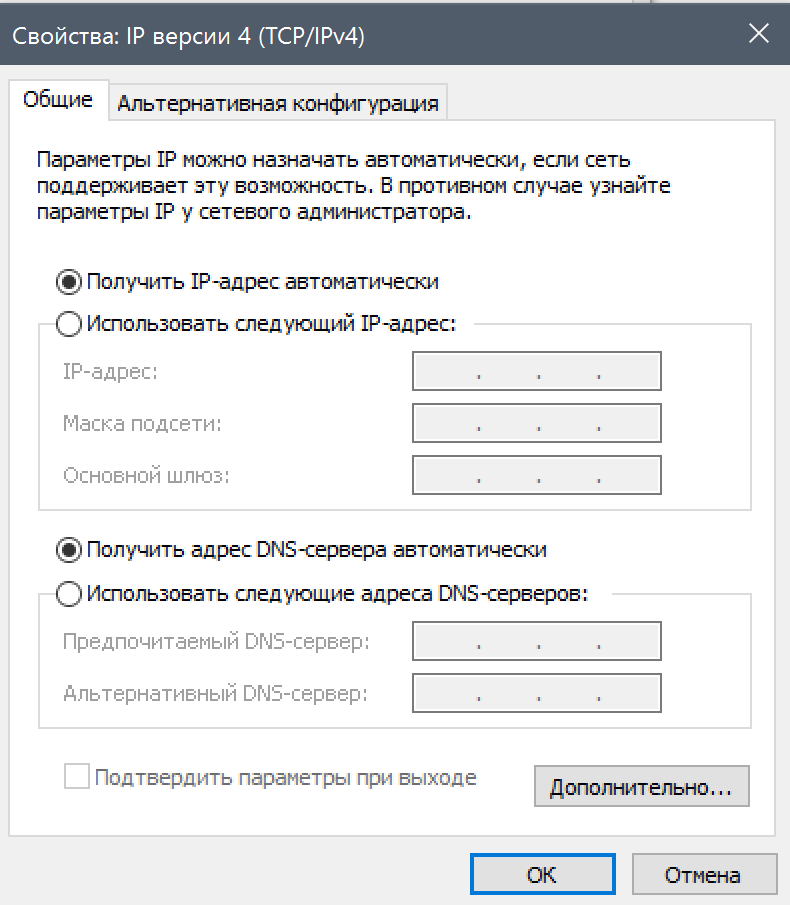 Свойства: IP версии 4 (TCP/IPv4)
Общие
Альтернативная конфигурация
Параметры IP можно назначать автоматически, если сеть
поддерживает эту возможность. В противном случае узнайте
параметры IP у сетевого администратора.
Получить IP-адрес автоматически
Использовать следующий IP-адрес:
IP-адрес:
Маска подсети:
Основной шлюз:
Получить адрес DNS-сервера автоматически
Использовать следующие адреса DNS-серверов:
Предпочитаемый DNS-сервер:
Альтернативный DNS-сервер:
Подтвердить параметры при выходе
Дополнительно...
ОК
Отмена